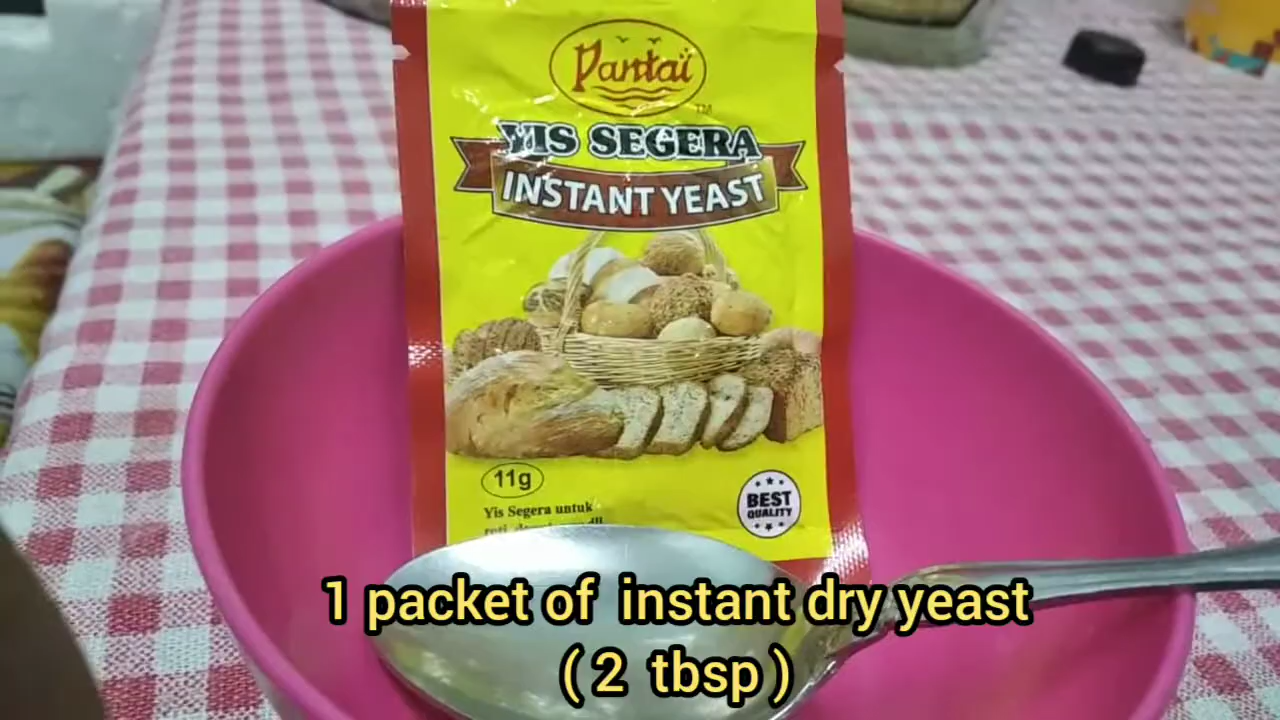 Pantai
TM
YIS SEGERA
INSTANT YEAST
11g
BEST
QUALITY
Yis Segera untuk
1 packet of instant dry yeast
( 2 tbsp )